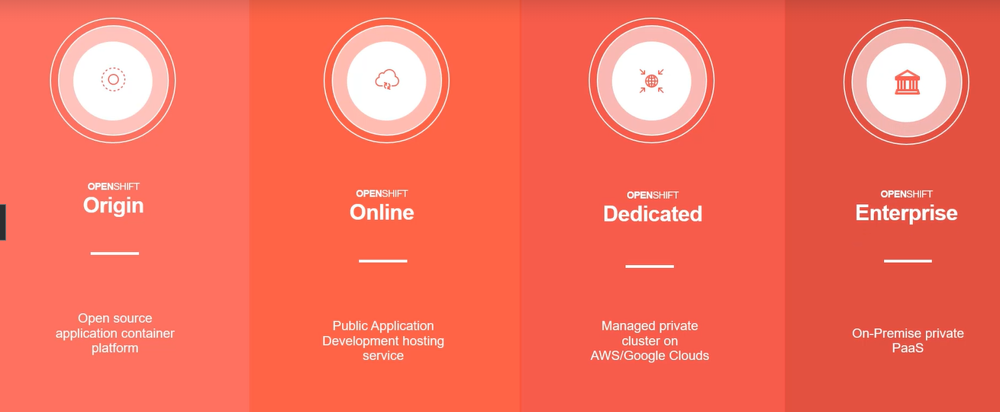 OPENSHIFT
Origin
Open source
application container
platform
OPENSHIFT
Online
Public Application
Development hosting
service
OPENSHIFT
Dedicated
Managed private
cluster on
AWS/Google Clouds
OPENSHIFT
Enterprise
On-Premise private
PaaS